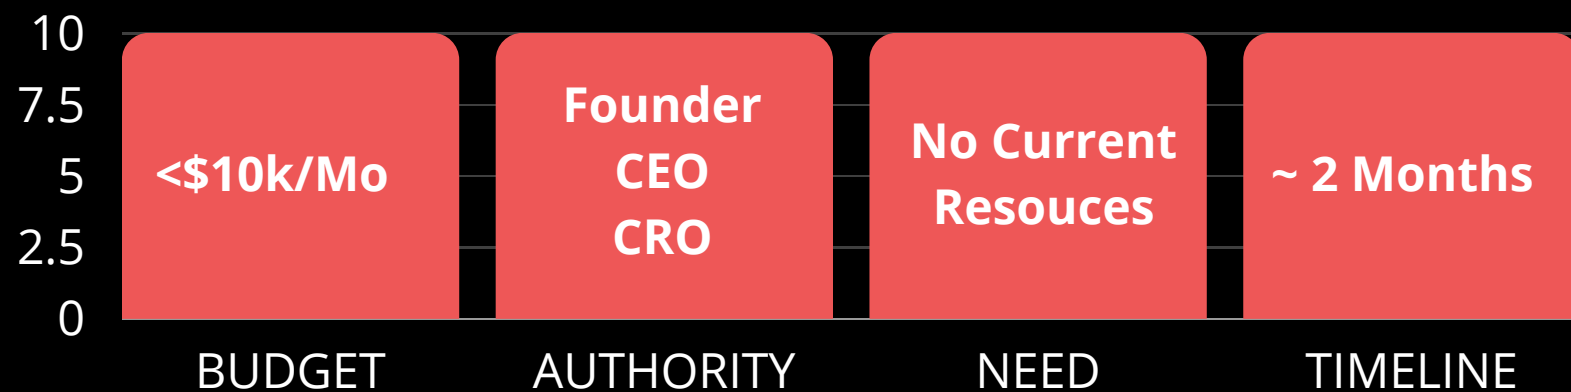 10
7.5
5
2.5
0
<$10k/Mo
Founder
CEO
CRO
No Current
Resouces
~ 2 Months
BUDGET
AUTHORITY
NEED
TIMELINE